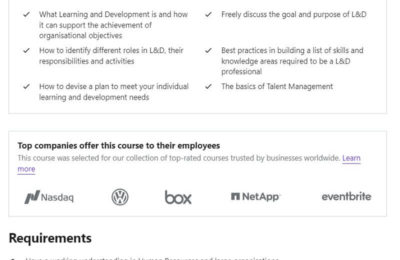 What Learning and Development is and how
it can support the achievement of
organisational objectives
Freely discuss the goal and purpose of L&D
How to identify different roles in L&D, their
responsibilities and activities
Best practices in building a list of skills and
knowledge areas required to be a L&D
professional
How to devise a plan to meet your individual
learning and development needs
The basics of Talent Management
Top companies offer this course to their employees
This course was selected for our collection of top-rated courses trusted by businesses worldwide. Learn
more
Nasdaq
box
NetApp
eventbrite
Requirements